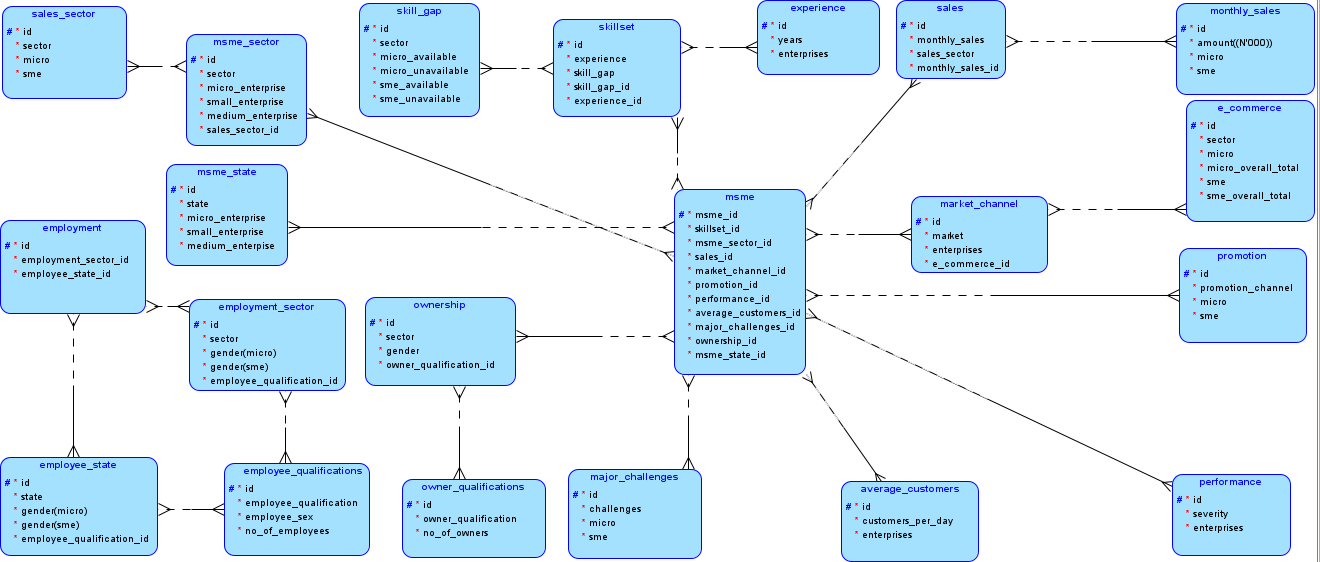 sales_sector
# * id
* sector
* micro
* sme
msme_sector
# * id
* sector
* micro_enterprise
* small_enterprise
* medium_enterprise
* sales_sector_id
skill_gap
# * id
* sector
* micro_available
* micro_unavailable
* sme_available
* sme_unavailable
skillset
# * id
* experience
* skill_gap
* skill_gap_id
* experience_id
experience
# * id
* years
* enterprises
sales
# * id
* monthly_sales
* sales_sector
* monthly_sales_id
monthly_sales
# * id
* amount((N'000))
* micro
* sme
e_commerce
# * id
* sector
* micro
* micro_overall_total
* sme
* sme_overall_total
msme_state
# * id
* state
* micro_enterprise
* small_enterprise
* medium_enterpise
msme
# * msme_id
* skillset_id
* msme_sector_id
* sales_id
* market_channel_id
* promotion_id
* performance_id
* average_customers_id
* major_challenges_id
* ownership_id
* msme_state_id
market_channel
# * id
* market
* enterprises
* e_commerce_id
promotion
# * id
* promotion_channel
* micro
* sme
employment
# * id
* employment_sector_id
* employee_state_id
employment_sector
# * id
* sector
* gender(micro)
* gender(sme)
* employee_qualification_id
ownership
# * id
* sector
* gender
* owner_qualification_id
employee_state
# * id
* state
* gender(micro)
* gender(sme)
* employee_qualification_id
employee_qualifications
# * id
* employee_qualification
* employee_sex
* no_of_employees
owner_qualifications
# * id
* owner_qualification
* no_of_owners
major_challenges
# * id
* challenges
* micro
* sme
average_customers
# * id
* customers_per_day
* enterprises
performance
# * id
* severity
* enterprises